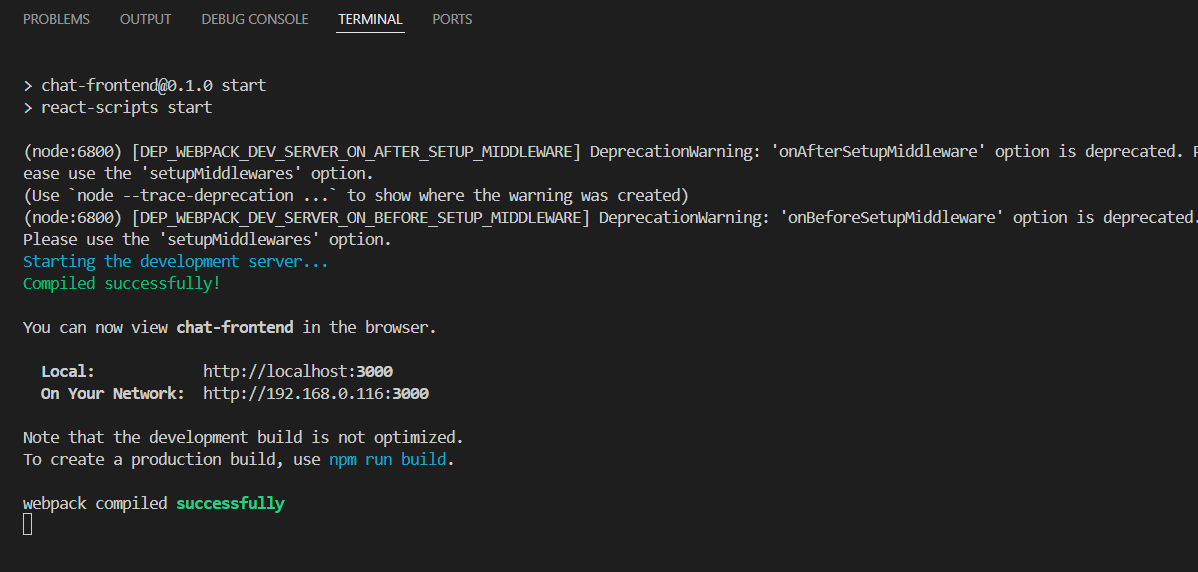 PROBLEMS OUTPUT DEBUG CONSOLE TERMINAL PORTS
> chat-frontend@0.1.0 start
> react-scripts start
(node:6800) [DEP_WEBPACK_DEV_SERVER_ON_AFTER_SETUP_MIDDLEWARE] DeprecationWarning: 'onAfterSetupMiddleware' option is deprecated.
ease use the 'setupMiddlewares' option.
(Use `node --trace-deprecation ...` to show where the warning was created)
(node:6800) [DEP_WEBPACK_DEV_SERVER_ON_BEFORE_SETUP_MIDDLEWARE] DeprecationWarning: 'onBeforeSetupMiddleware' option is deprecated.
Please use the 'setupMiddlewares' option.
Starting the development server...
Compiled successfully!
You can now view chat-frontend in the browser.
Local: http://localhost:3000
On Your Network: http://192.168.0.116:3000
Note that the development build is not optimized.
To create a production build, use npm run build.
webpack compiled successfully